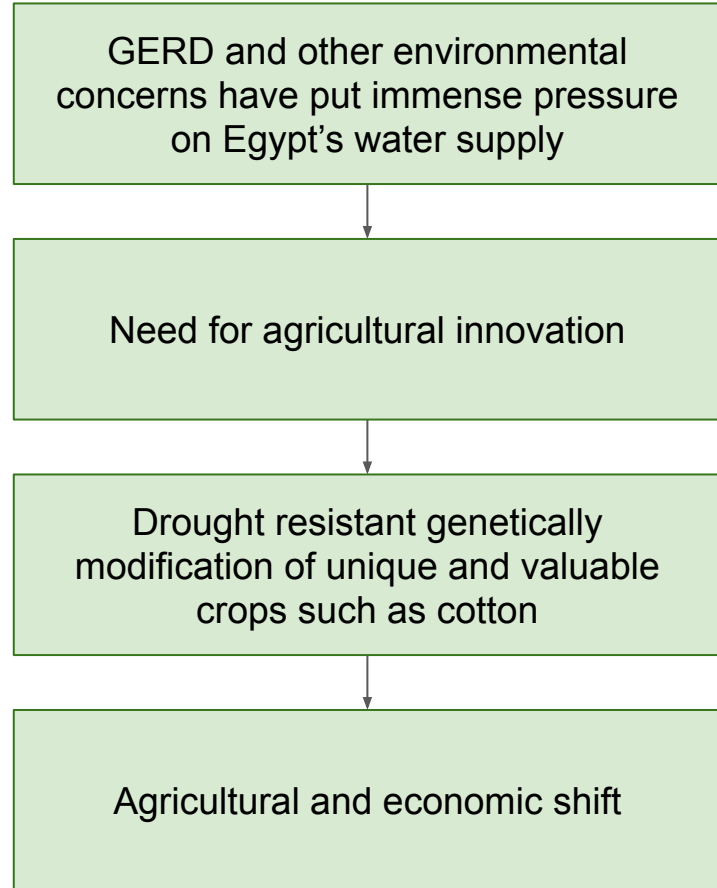 GERD and other environmental
concerns have put immense pressure
on Egypt’s water supply
Need for agricultural innovation
Drought resistant genetically
modification of unique and valuable
crops such as cotton
Agricultural and economic shift